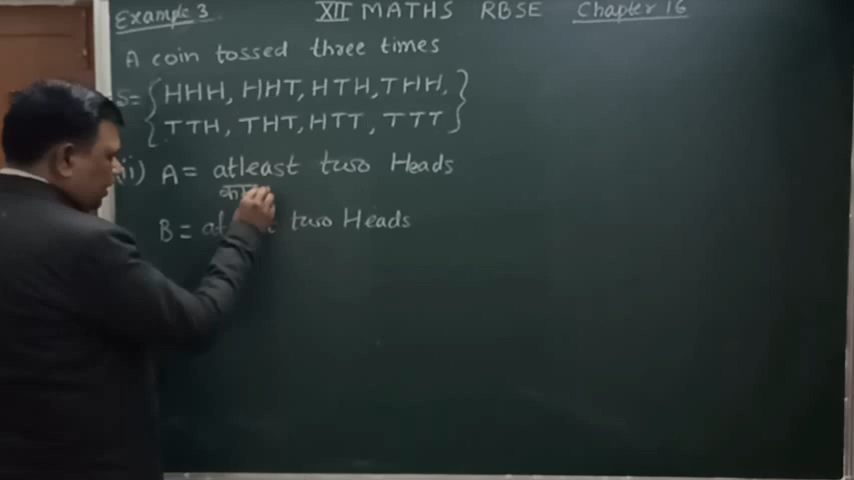 Example 3 XII MATHS RBSE Chapter 16
A coin tossed three times
S= { HHH, HHT, HTH, THH,
TTH, THT, HTT, TTT }
ii) A= atleast two Heads
B = two Heads